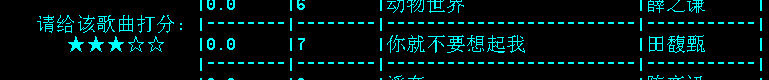 |0.0 |6 |动物世界 |薛之谦
请给该歌曲打分: |--------|--------|------------------------|-----------|
★★★☆☆ |0.0 |7 |你就不要想起我 |田馥甄 |
|--------|--------|------------------------|-----------|